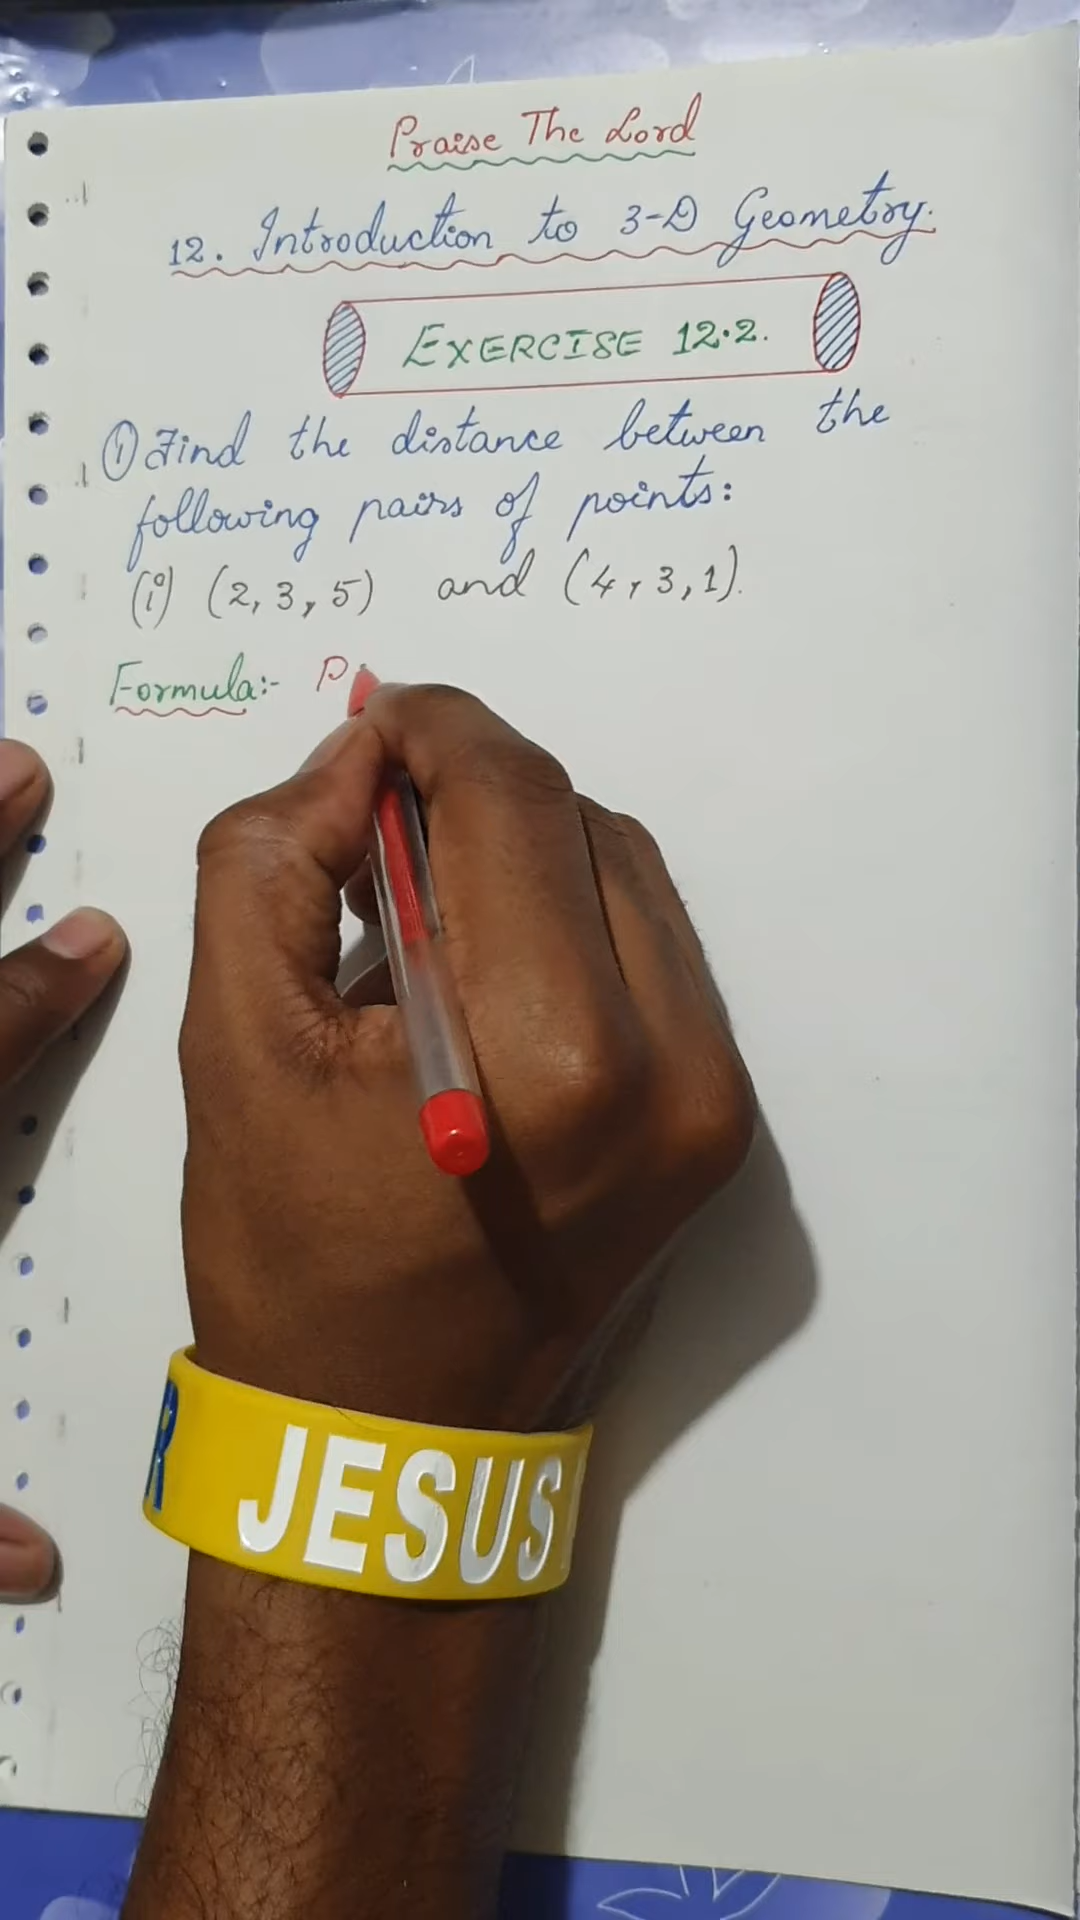 Praise The Lord
12. Introduction to 3-D Geometry.
EXERCISE 12.2.
① Find the distance between the
following pairs of points:
(i) (2, 3, 5) and (4, 3, 1).
Formula:- P
R JESUS